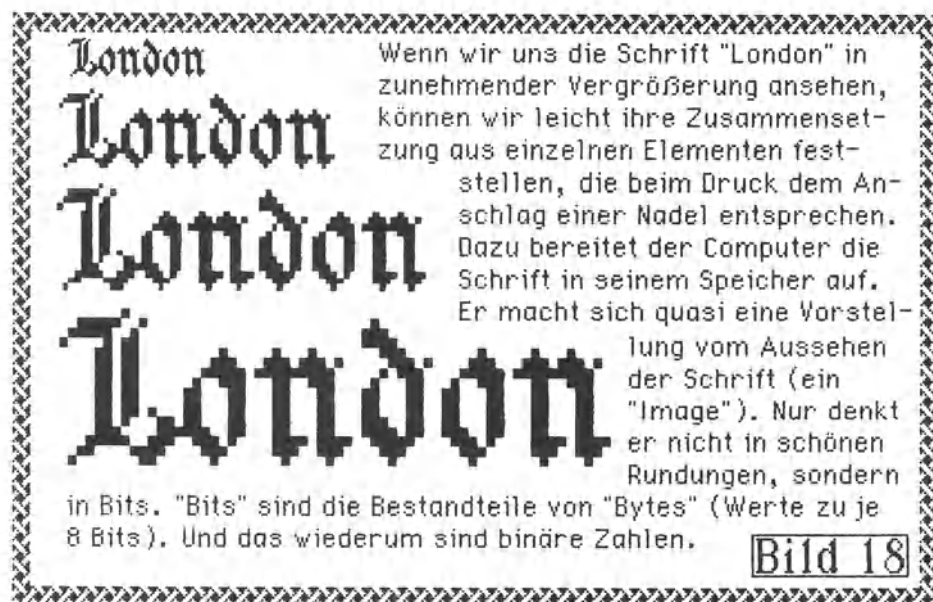 London
London
London
London
Wenn wir uns die Schrift "London" in
zunehmender Vergrößerung ansehen,
können wir leicht ihre Zusammenset-
zung aus einzelnen Elementen fest-
stellen, die beim Druck dem An-
schlag einer Nadel entsprechen.
Dazu bereitet der Computer die
Schrift in seinem Speicher auf.
Er macht sich quasi eine Vorstel-
lung vom Aussehen
der Schrift (ein
"Image"). Nur denkt
er nicht in schönen
Rundungen, sondern
in Bits. "Bits" sind die Bestandteile von "Bytes" (Werte zu je
8 Bits). Und das wiederum sind binäre Zahlen.
Bild 18